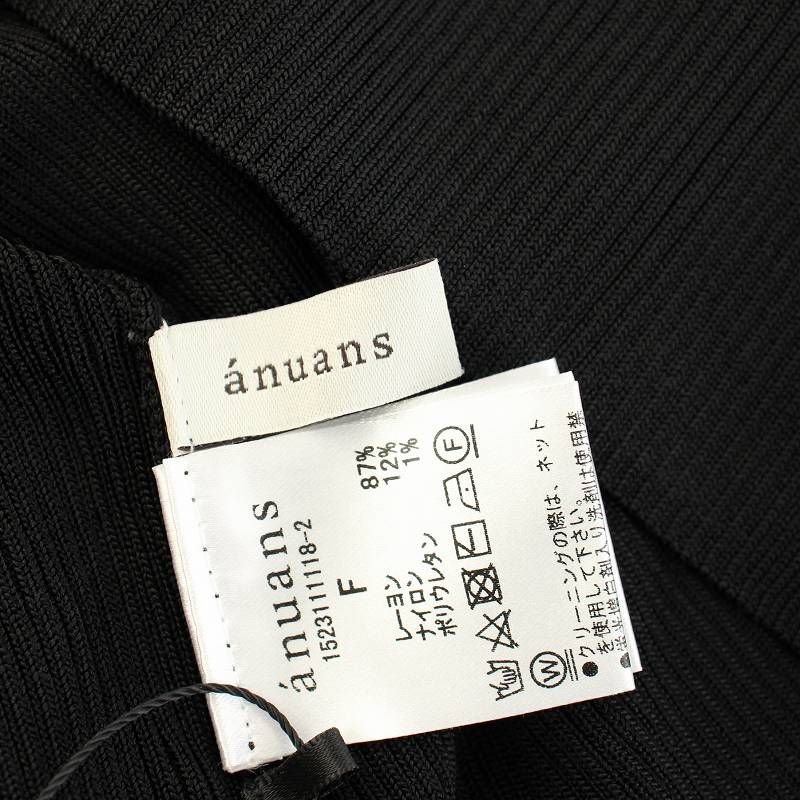 ánuans
ánuans
1523111118-2
F
レーヨン 87%
ナイロン 12%
ポリウレタン 1%
F
W
●クリーニングの際は、ネット
を使用して下さい。
●蛍光増白剤入り洗剤は使用禁